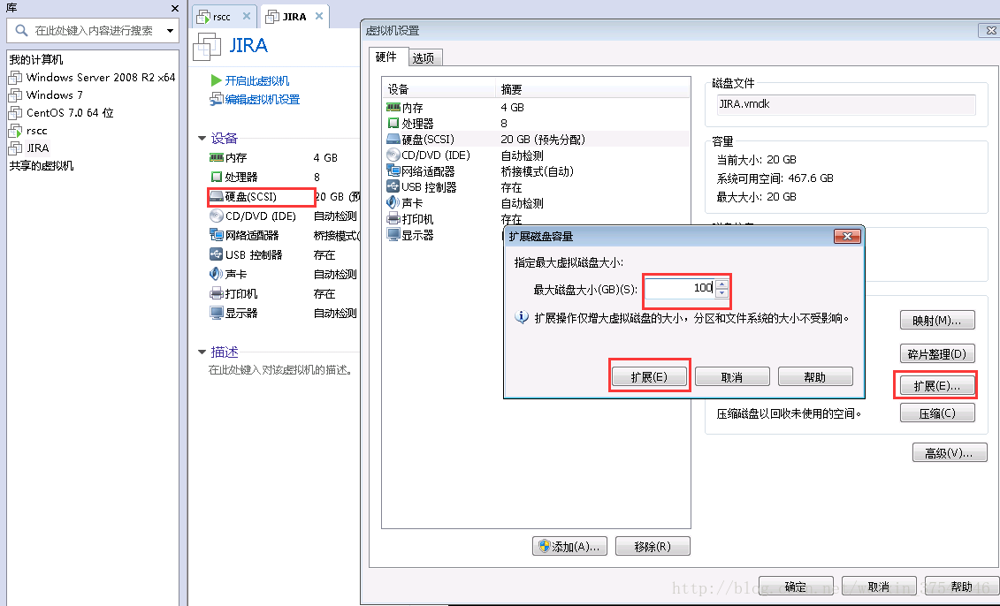 库
在此处键入内容进行搜索
我的计算机
Windows Server 2008 R2 x64
Windows 7
CentOS 7.0 64 位
rscc
JIRA
共享的虚拟机
rscc
JIRA
JIRA
开启此虚拟机
编辑虚拟机设置
设备
内存 4 GB
处理器 8
硬盘(SCSI) 20 GB (预
CD/DVD (IDE) 自动检测
网络适配器 桥接模式(
USB 控制器 存在
声卡 自动检测
打印机 存在
显示器 自动检测
描述
在此处键入对该虚拟机的描述。
虚拟机设置
硬件 选项
设备 摘要
内存 4 GB
处理器 8
硬盘(SCSI) 20 GB (预先分配)
CD/DVD (IDE) 自动检测
网络适配器 桥接模式(自动)
USB 控制器 存在
声卡 自动检测
打印机 存在
显示器
添加(A)... 移除(R)
磁盘文件
JIRA.vmdk
容量
当前大小: 20 GB
系统可用空间: 467.6 GB
最大大小: 20 GB
扩展磁盘容量
指定最大虚拟磁盘大小:
最大磁盘大小(GB)(S): 100
扩展操作仅增大虚拟磁盘的大小，分区和文件系统的大小不受影响。
扩展(E) 取消 帮助
映射(M)...
碎片整理(D)
扩展(E)...
压缩磁盘以回收未使用的空间。
压缩(C)
高级(V)...
确定 取消 帮助